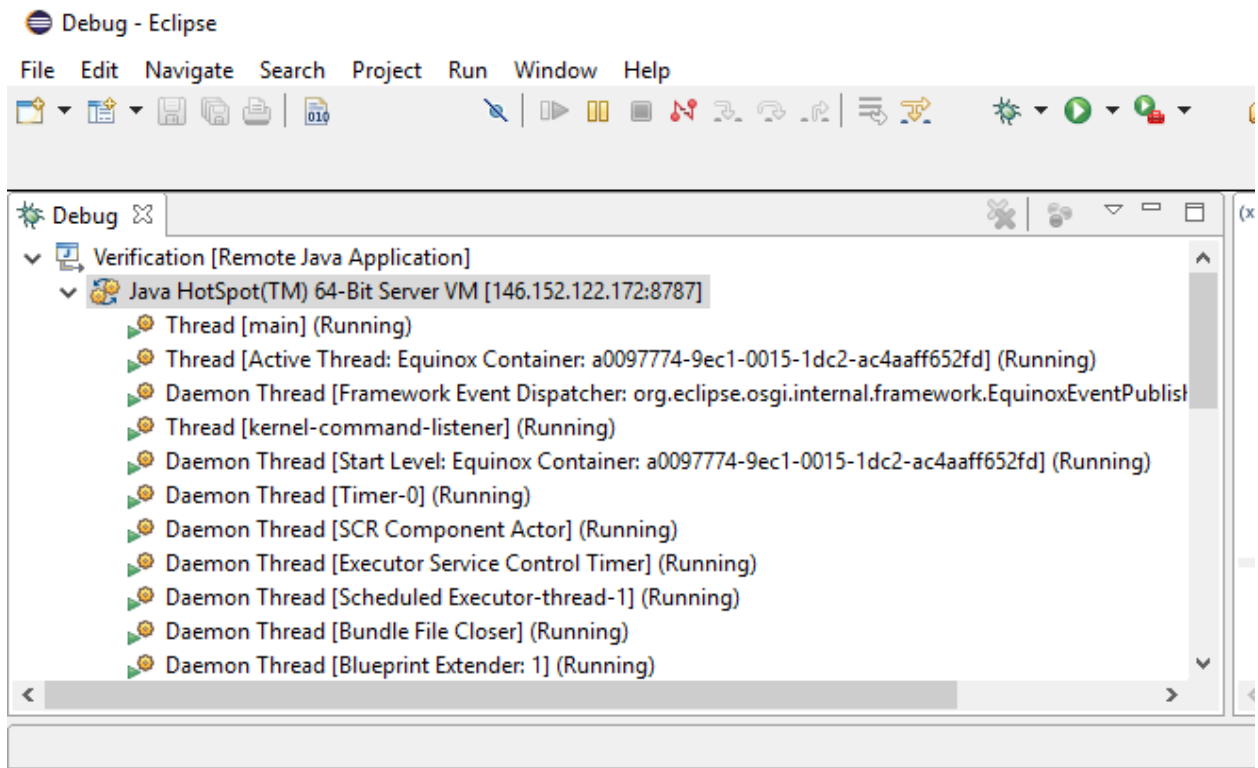 Debug - Eclipse
File Edit Navigate Search Project Run Window Help
010
Debug
(x
Verification [Remote Java Application]
Java HotSpot(TM) 64-Bit Server VM [146.152.122.172:8787]
Thread [main] (Running)
Thread [Active Thread: Equinox Container: a0097774-9ec1-0015-1dc2-ac4aaff652fd] (Running)
Daemon Thread [Framework Event Dispatcher: org.eclipse.osgi.internal.framework.EquinoxEventPublish
Thread [kernel-command-listener] (Running)
Daemon Thread [Start Level: Equinox Container: a0097774-9ec1-0015-1dc2-ac4aaff652fd] (Running)
Daemon Thread [Timer-0] (Running)
Daemon Thread [SCR Component Actor] (Running)
Daemon Thread [Executor Service Control Timer] (Running)
Daemon Thread [Scheduled Executor-thread-1] (Running)
Daemon Thread [Bundle File Closer] (Running)
Daemon Thread [Blueprint Extender: 1] (Running)